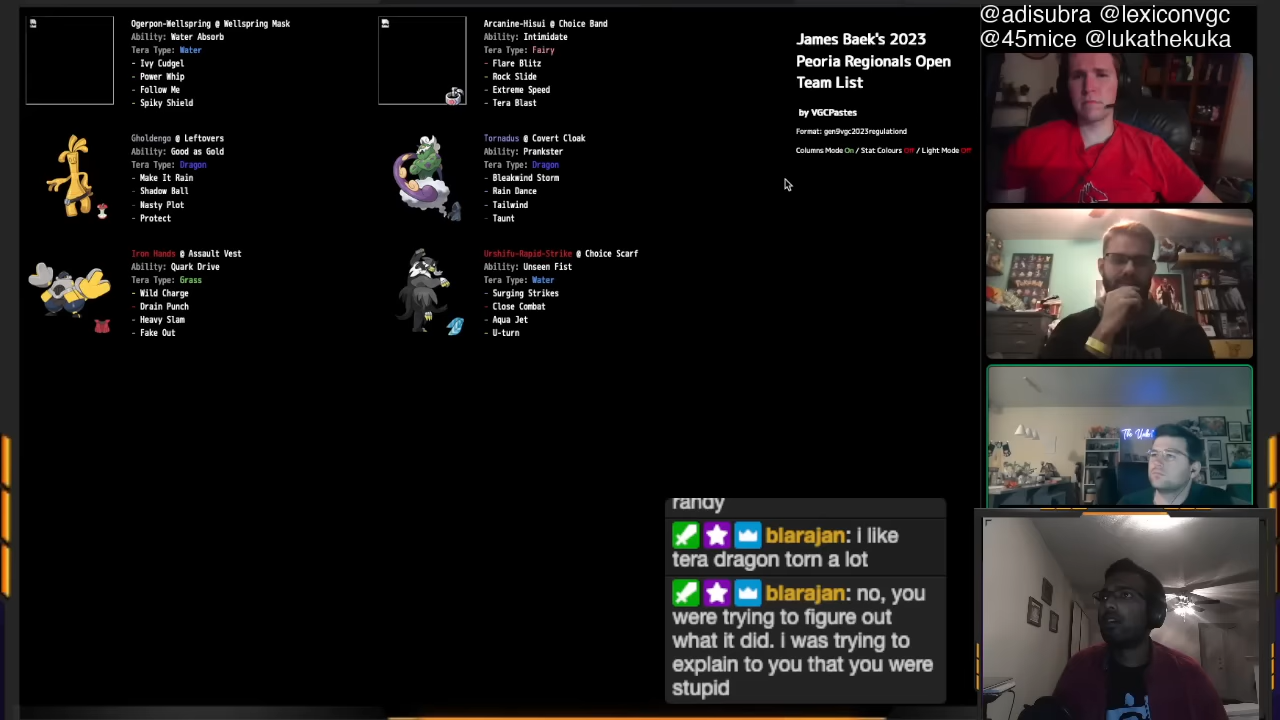 Ogerpon-Wellspring @ Wellspring Mask
Ability: Water Absorb
Tera Type: Water
- Ivy Cudgel
- Power Whip
- Follow Me
- Spiky Shield
Arcanine-Hisui @ Choice Band
Ability: Intimidate
Tera Type: Fairy
- Flare Blitz
- Rock Slide
- Extreme Speed
- Tera Blast
Gholdengo @ Leftovers
Ability: Good as Gold
Tera Type: Dragon
- Make It Rain
- Shadow Ball
- Nasty Plot
- Protect
Tornadus @ Covert Cloak
Ability: Prankster
Tera Type: Dragon
- Bleakwind Storm
- Rain Dance
- Tailwind
- Taunt
Iron Hands @ Assault Vest
Ability: Quark Drive
Tera Type: Grass
- Wild Charge
- Drain Punch
- Heavy Slam
- Fake Out
Urshifu-Rapid-Strike @ Choice Scarf
Ability: Unseen Fist
Tera Type: Water
- Surging Strikes
- Close Combat
- Aqua Jet
- U-turn
James Baek's 2023
Peoria Regionals Open
Team List
by VGCPastes
Format: gen9vgc2023regulationd
Columns Mode On / Stat Colours Off / Light Mode Off
@adisubra @lexiconvgc
@45mice @lukathekuka
randy
blarajan: i like
tera dragon torn a lot
blarajan: no, you
were trying to figure out
what it did. i was trying to
explain to you that you were
stupid